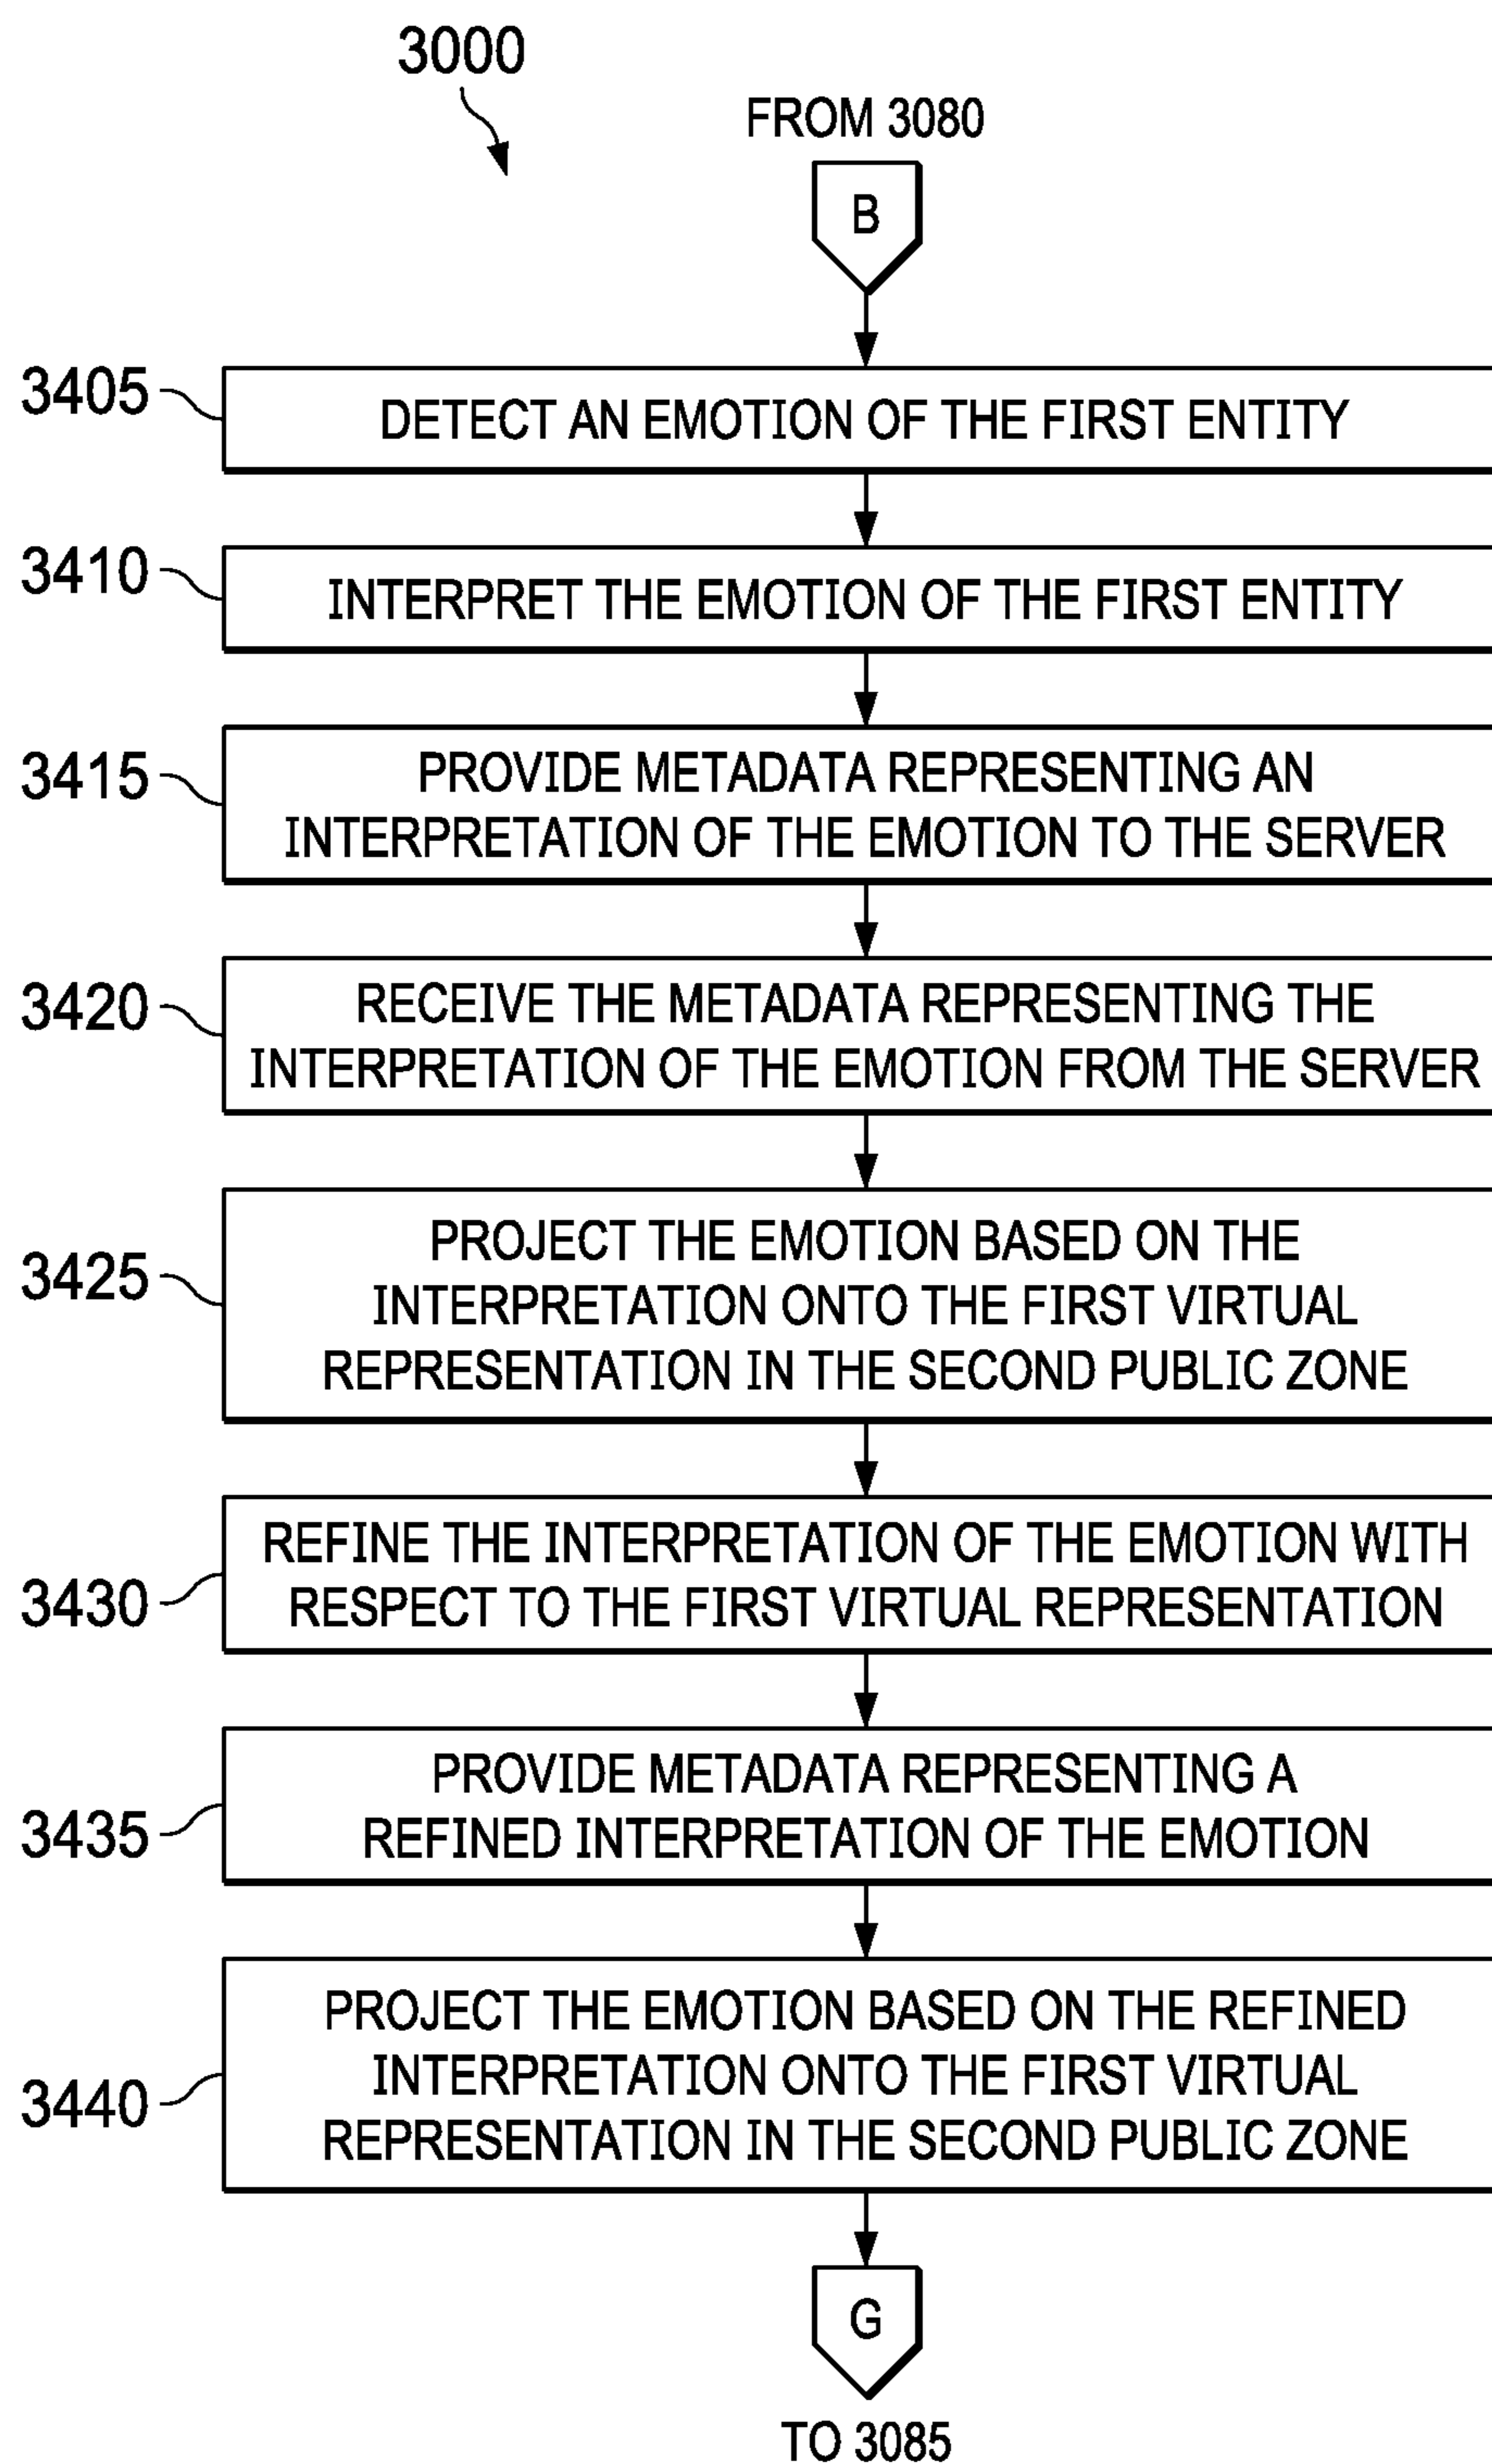 3000
FROM 3080
B
3405
DETECT AN EMOTION OF THE FIRST ENTITY
3410
INTERPRET THE EMOTION OF THE FIRST ENTITY
3415
PROVIDE METADATA REPRESENTING AN
INTERPRETATION OF THE EMOTION TO THE SERVER
3420
RECEIVE THE METADATA REPRESENTING THE
INTERPRETATION OF THE EMOTION FROM THE SERVER
3425
PROJECT THE EMOTION BASED ON THE
INTERPRETATION ONTO THE FIRST VIRTUAL
REPRESENTATION IN THE SECOND PUBLIC ZONE
3430
REFINE THE INTERPRETATION OF THE EMOTION WITH
RESPECT TO THE FIRST VIRTUAL REPRESENTATION
3435
PROVIDE METADATA REPRESENTING A
REFINED INTERPRETATION OF THE EMOTION
3440
PROJECT THE EMOTION BASED ON THE REFINED
INTERPRETATION ONTO THE FIRST VIRTUAL
REPRESENTATION IN THE SECOND PUBLIC ZONE
G
TO 3085